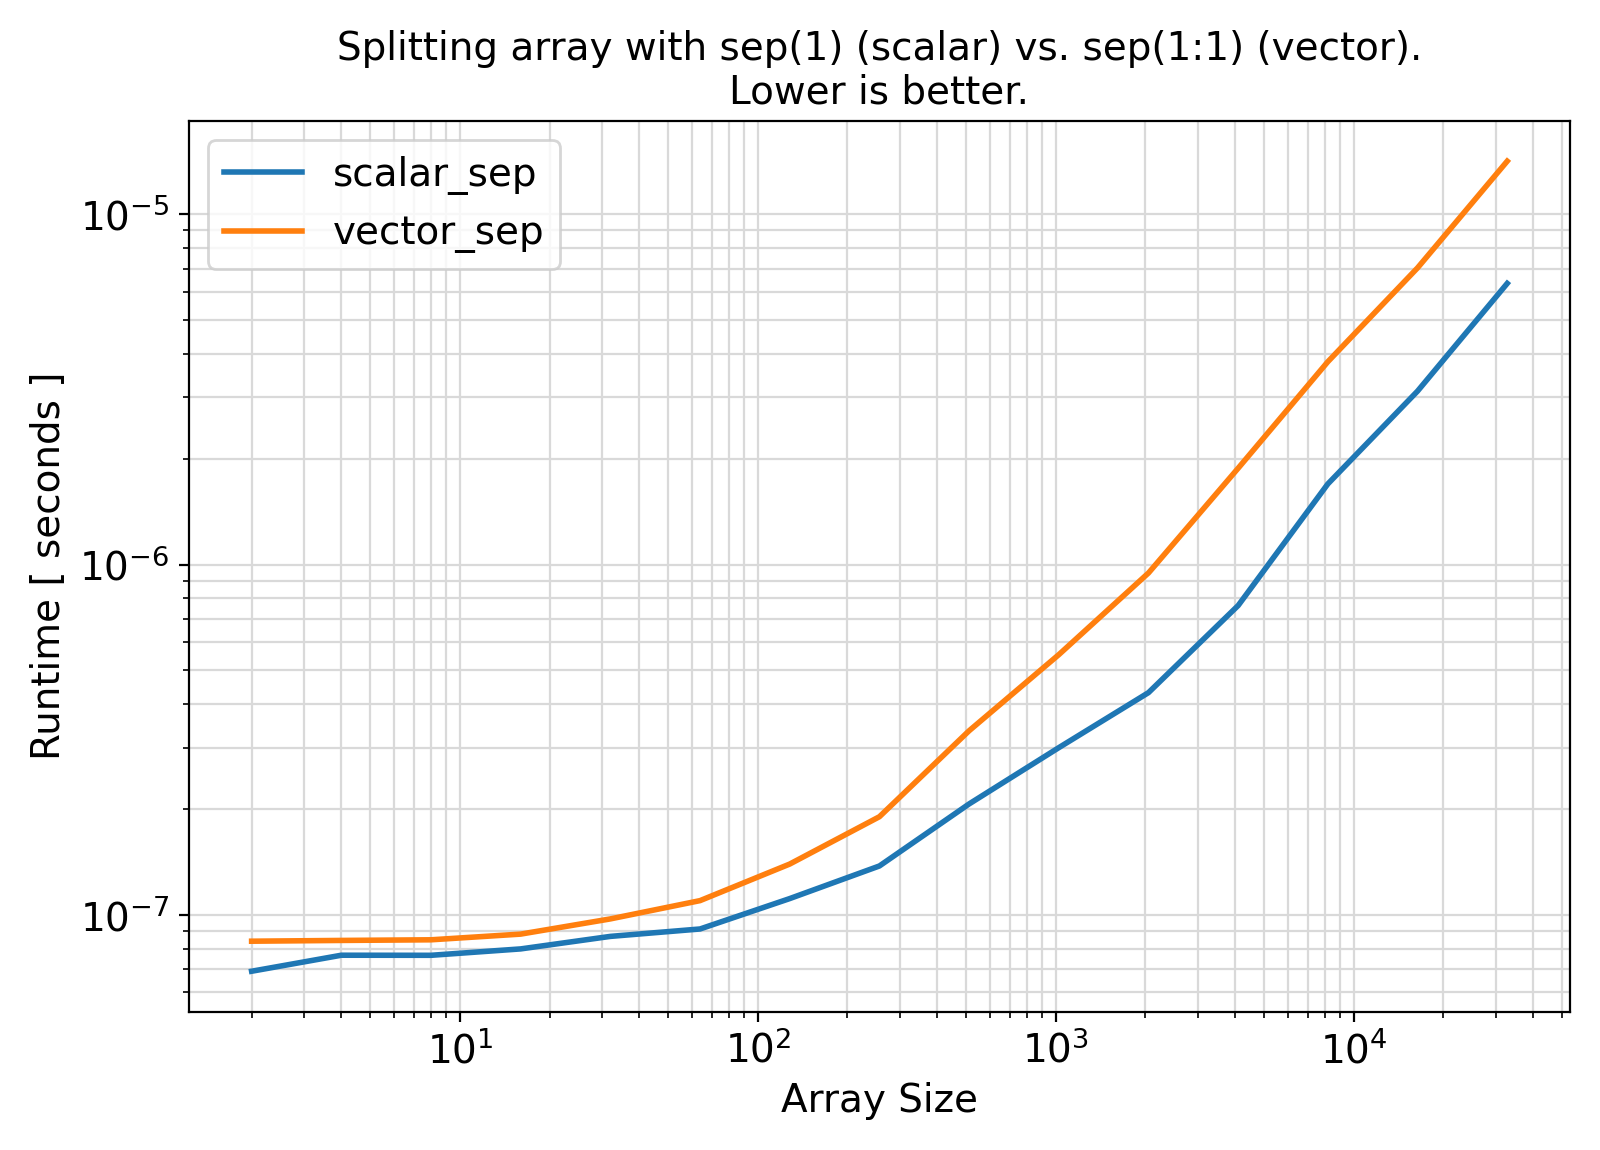 Splitting array with sep(1) (scalar) vs. sep(1:1) (vector).
Lower is better.
scalar_sep
vector_sep
10⁻⁵
10⁻⁶
10⁻⁷
Runtime [ seconds ]
10¹ 10² 10³ 10⁴
Array Size